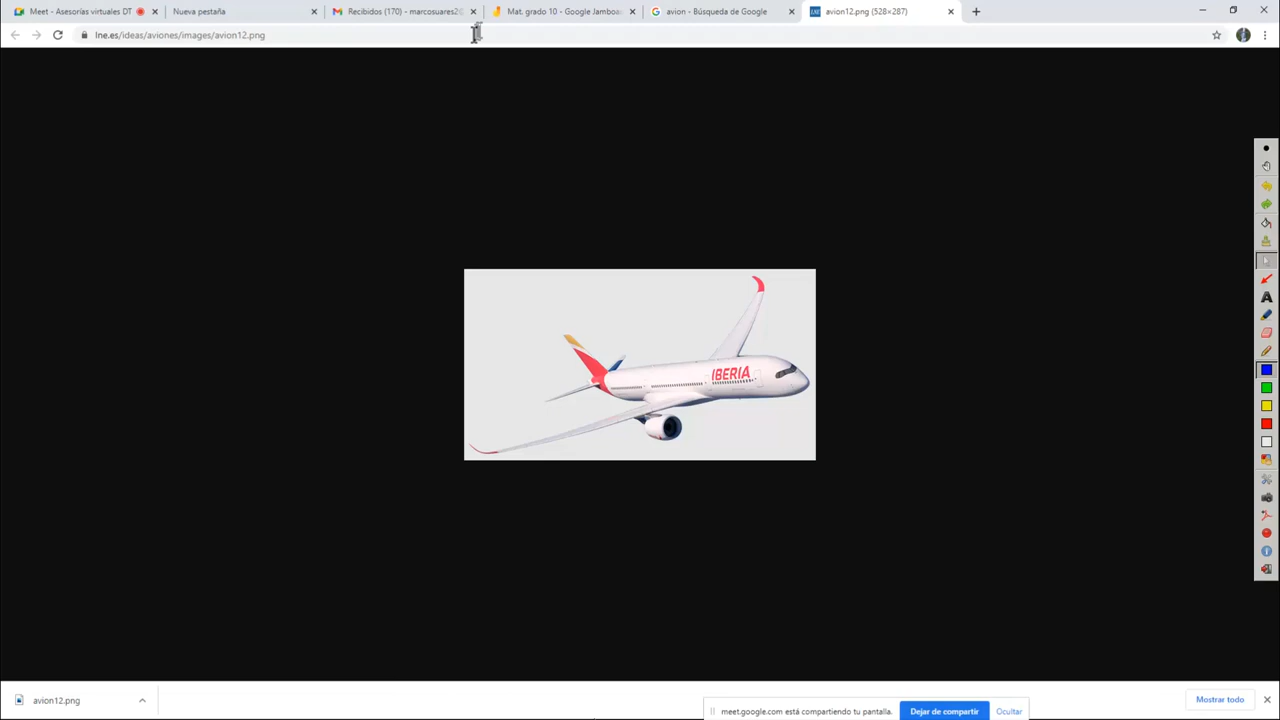 Meet - Asesorías virtuales DT
Nueva pestaña
Recibidos (170) - marcosuares2@
Mat. grado 10 - Google Jamboa
avion - Búsqueda de Google
avion12.png (528×287)
lne.es/ideas/aviones/images/avion12.png
IBERIA
avion12.png
meet.google.com está compartiendo tu pantalla.
Dejar de compartir
Ocultar
Mostrar todo